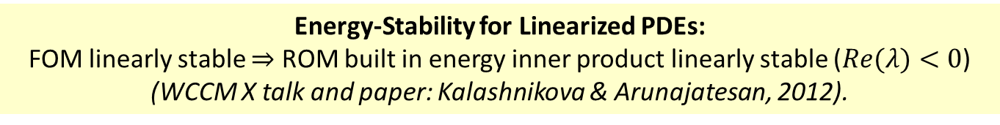 Energy-Stability for Linearized PDEs:
FOM linearly stable ⇒ ROM built in energy inner product linearly stable (𝑅𝑒(𝜆) < 0)
(WCCM X talk and paper: Kalashnikova & Arunajatesan, 2012).